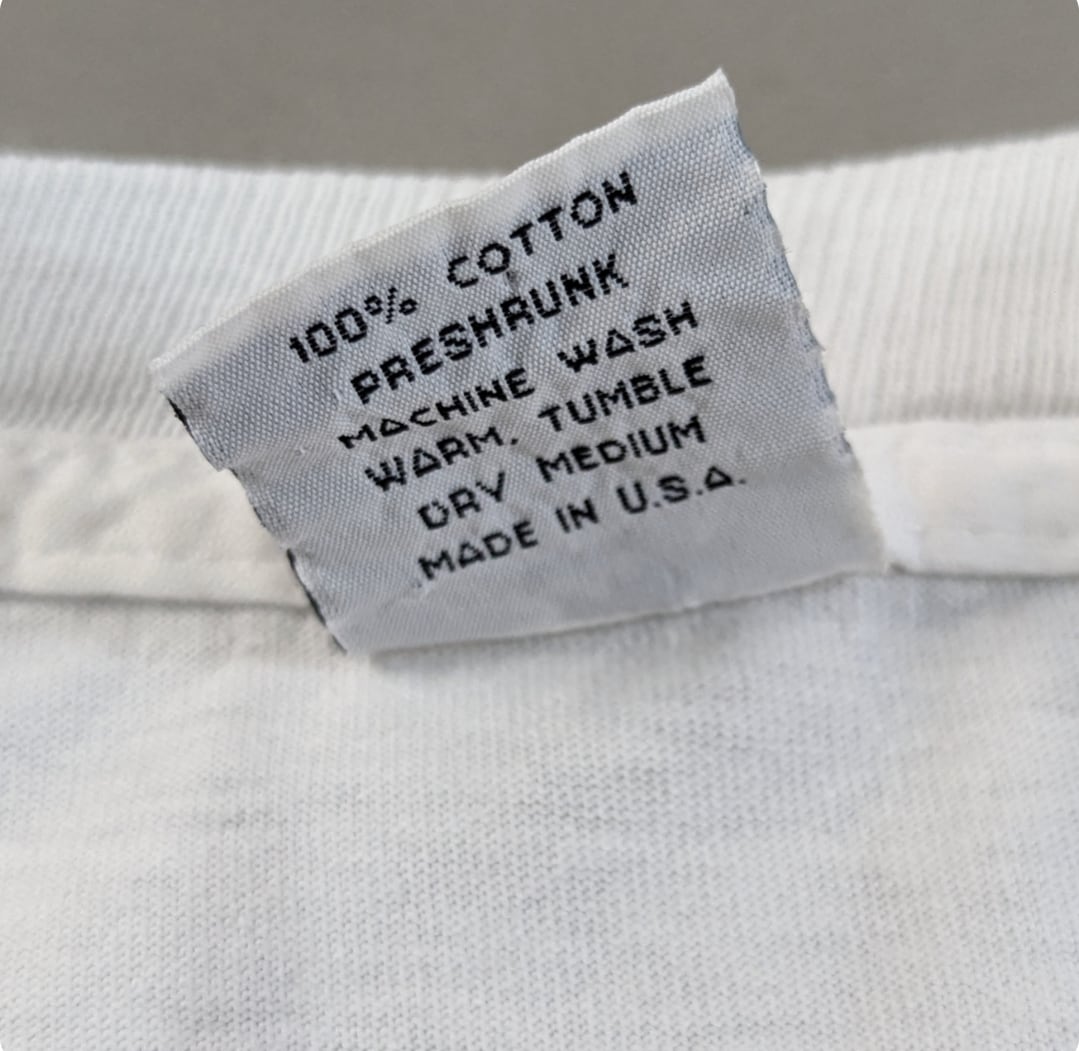 100% COTTON
PRESHRUNK
MACHINE WASH
WARM. TUMBLE
DRY MEDIUM
MADE IN U.S.A.